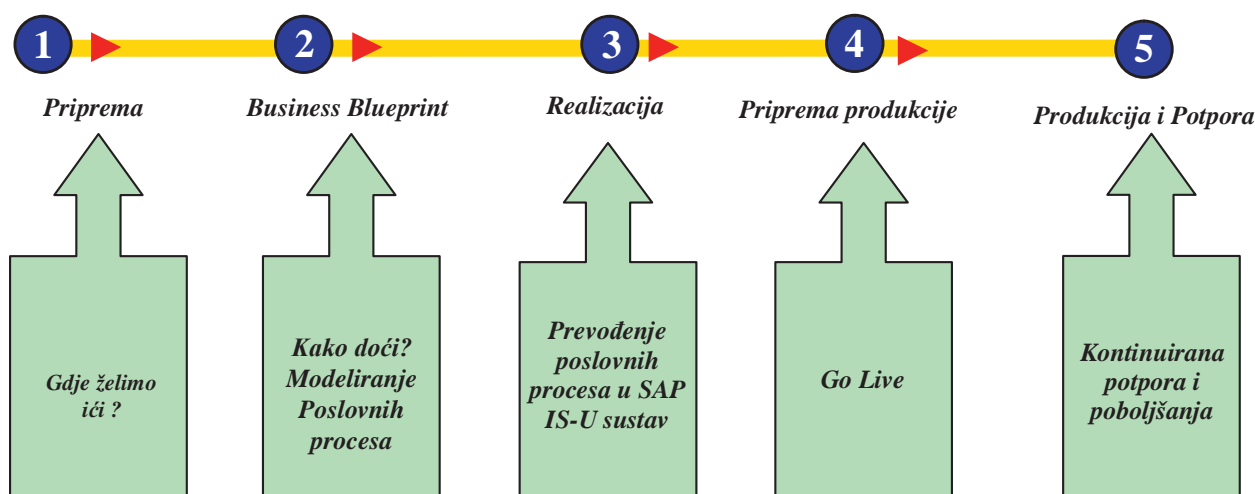 1
2
3
4
5
Priprema
Business Blueprint
Realizacija
Priprema produkcije
Produkcija i Potpora
Gdje želimo
ići ?
Kako doći?
Modeliranje
Poslovnih
procesa
Prevođenje
poslovnih
procesa u SAP
IS-U sustav
Go Live
Kontinuirana
potpora i
poboljšanja